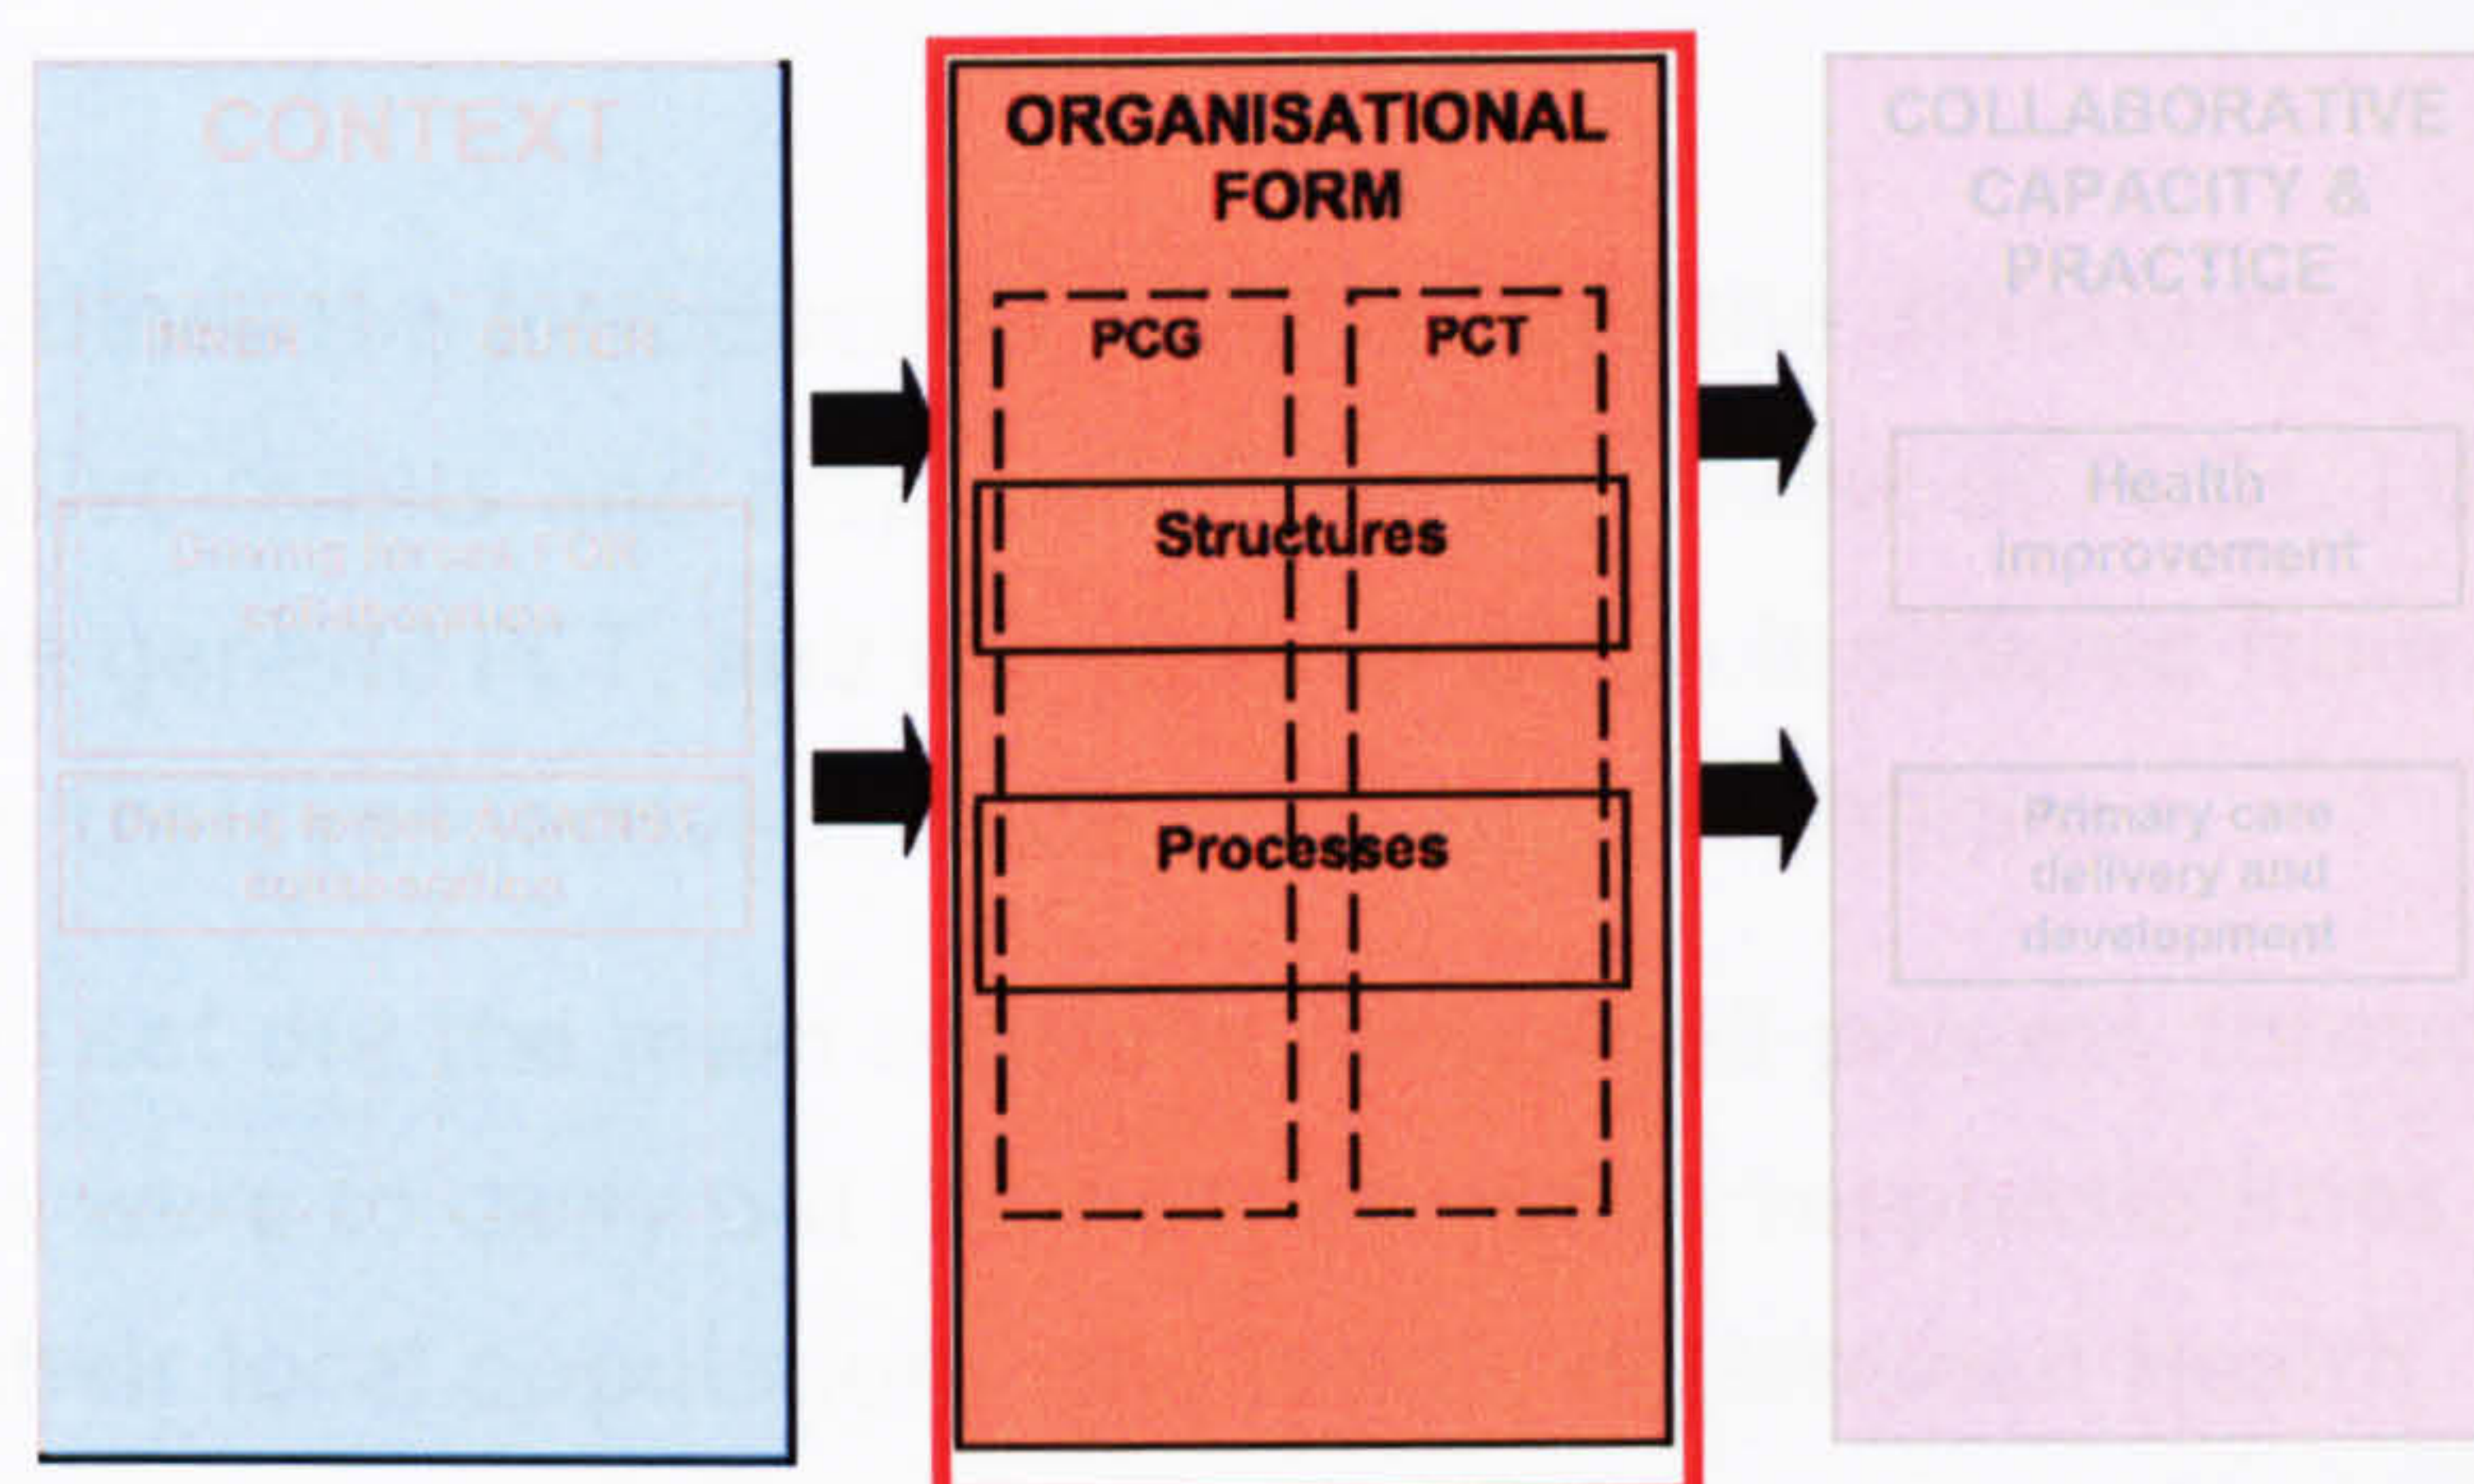 CONTEXT
INNER OUTER
Driving forces FOR
collaboration
Driving forces AGAINST
collaboration
ORGANISATIONAL
FORM
PCG PCT
Structures
Processes
COLLABORATIVE
CAPACITY &
PRACTICE
Health
improvement
Primary care
delivery and
development